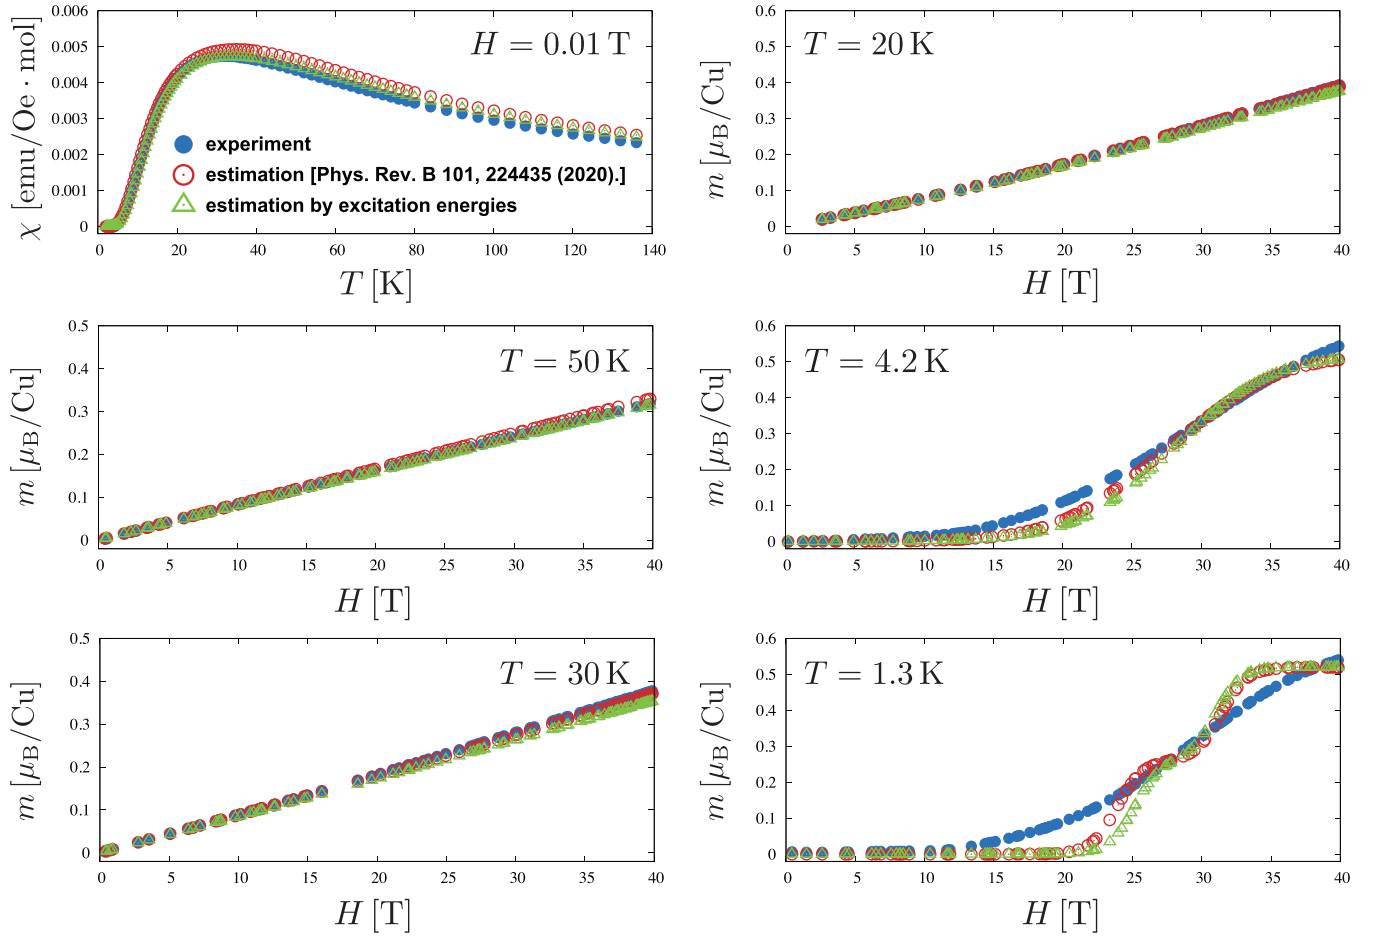 0.006
0.005
0.004
0.003
0.002
0.001
0
χ [emu/Oe · mol]
H = 0.01 T
experiment
estimation [Phys. Rev. B 101, 224435 (2020).]
estimation by excitation energies
0 20 40 60 80 100 120 140
T [K]
0.6
0.5
0.4
0.3
0.2
0.1
0
m [μB/Cu]
T = 20 K
0 5 10 15 20 25 30 35 40
H [T]
0.5
0.4
0.3
0.2
0.1
0
m [μB/Cu]
T = 50 K
0 5 10 15 20 25 30 35 40
H [T]
0.6
0.5
0.4
0.3
0.2
0.1
0
m [μB/Cu]
T = 4.2 K
0 5 10 15 20 25 30 35 40
H [T]
0.5
0.4
0.3
0.2
0.1
0
m [μB/Cu]
T = 30 K
0 5 10 15 20 25 30 35 40
H [T]
0.6
0.5
0.4
0.3
0.2
0.1
0
m [μB/Cu]
T = 1.3 K
0 5 10 15 20 25 30 35 40
H [T]